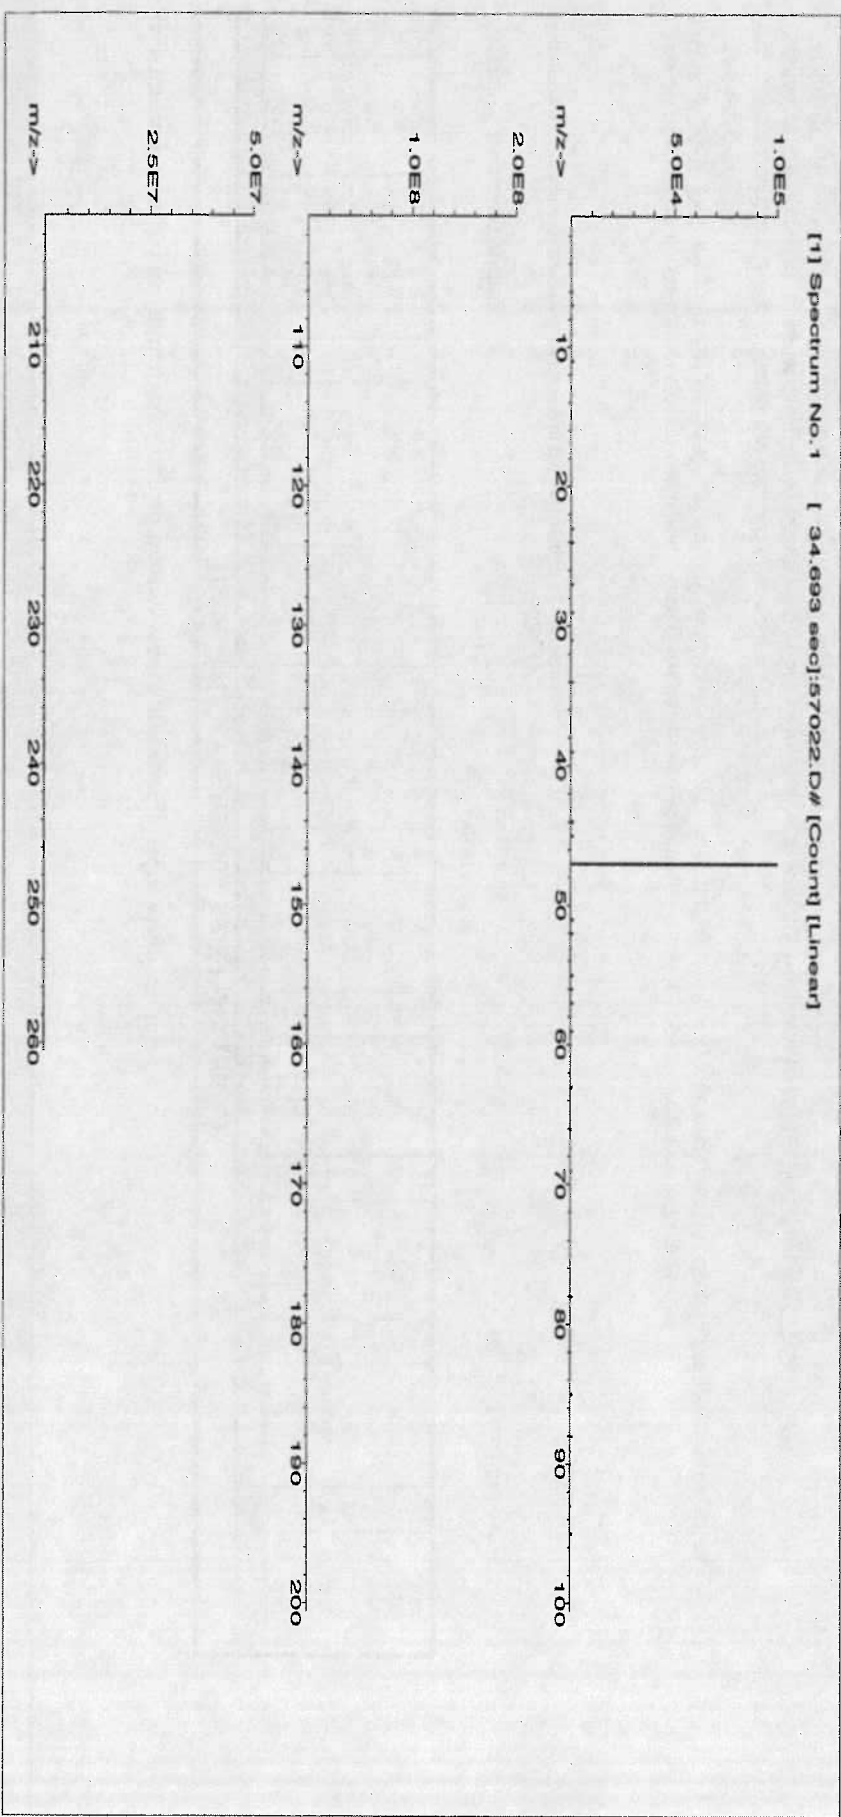 [1] Spectrum No.1 [ 34.693 sec]:57022.D# [Count] [Linear]
1.0E5
5.0E4
m/z-> 10 20 30 40 50 60 70 80 90 100
2.0E8
1.0E8
m/z-> 110 120 130 140 150 160 170 180 190 200
5.0E7
2.5E7
m/z-> 210 220 230 240 250 260